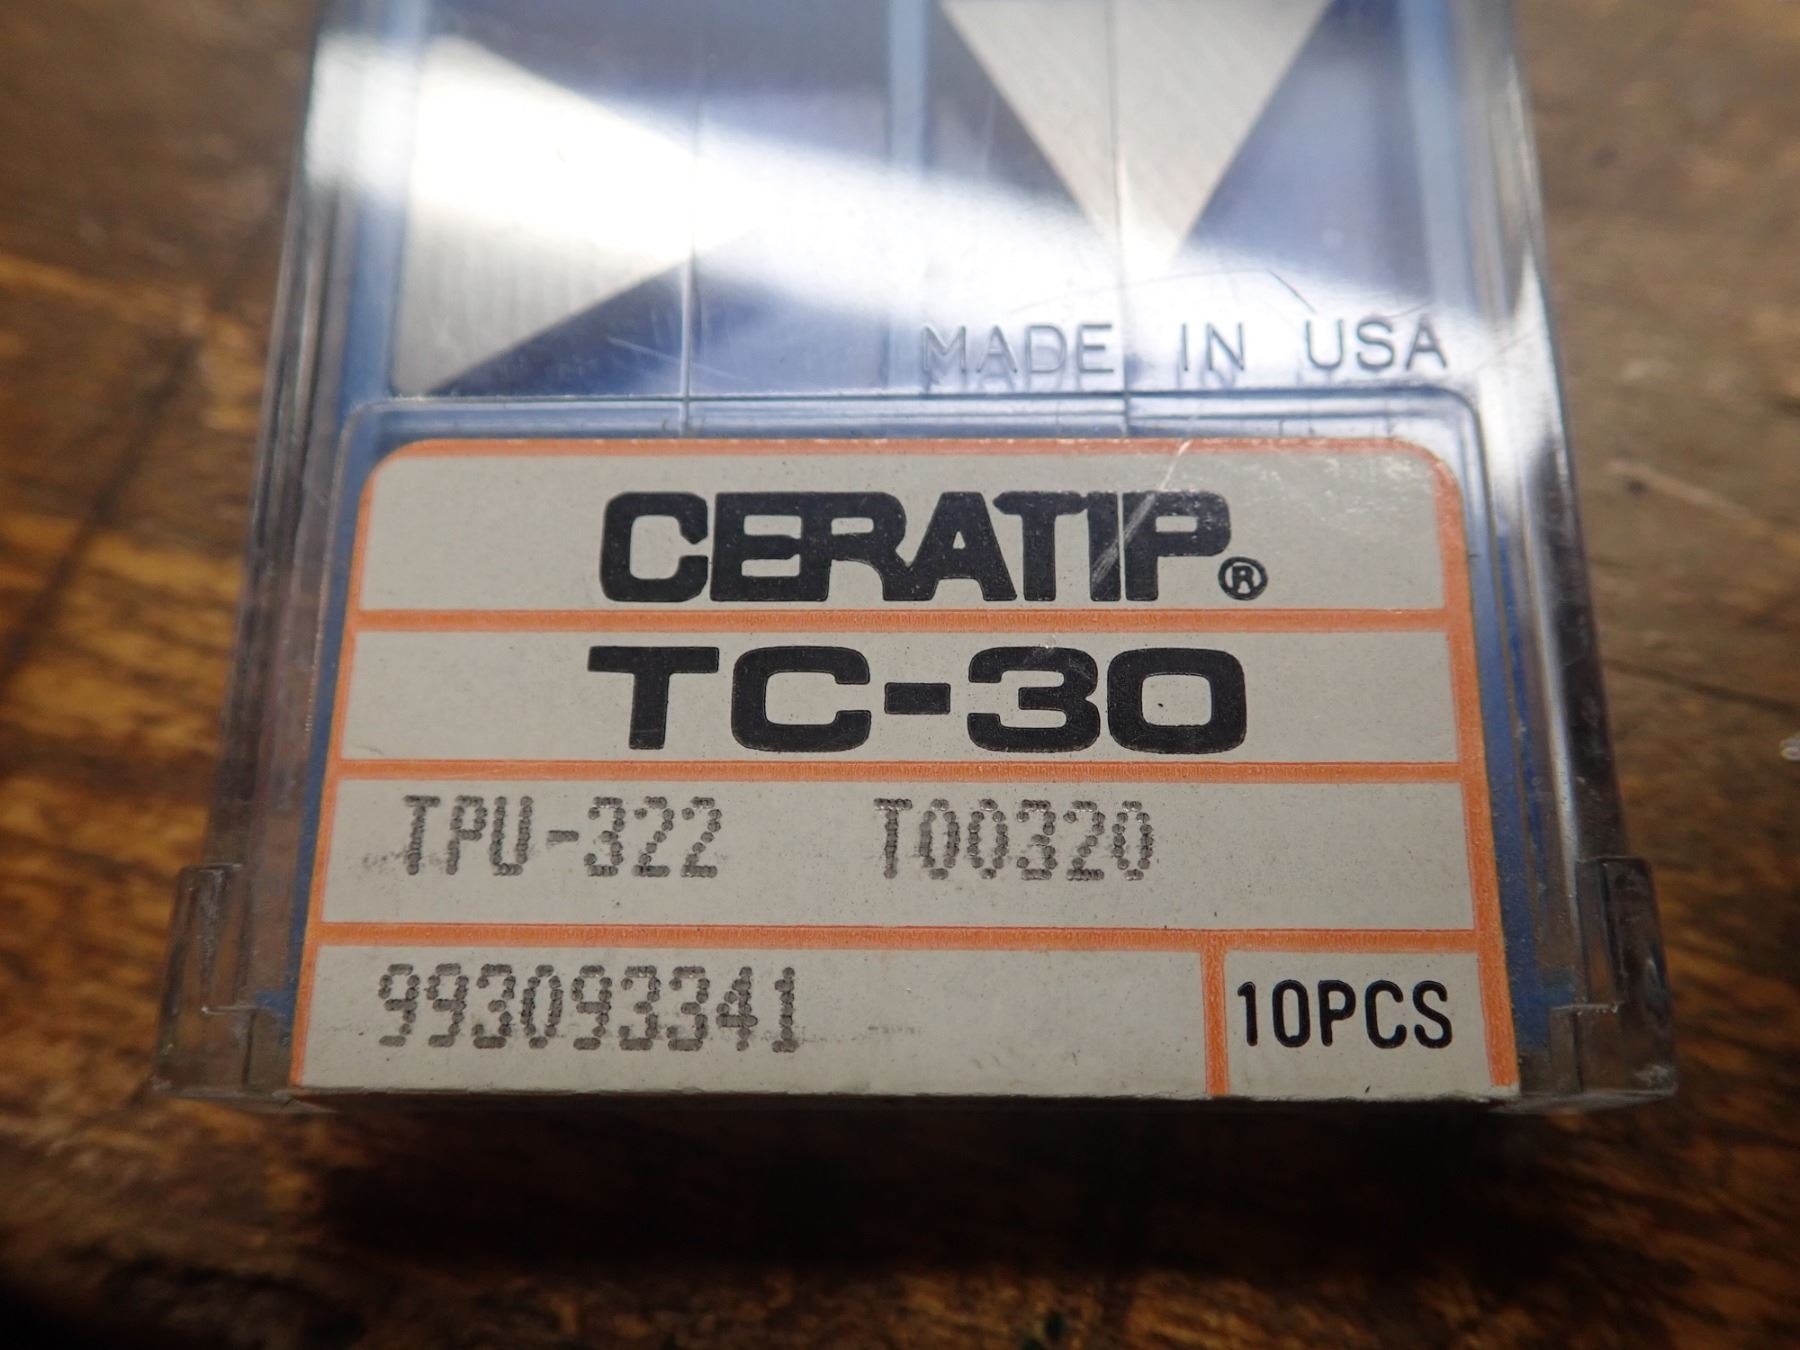 MADE IN USA
CERATIP®
TC-30
TPU-322 T00320
993093341
10PCS